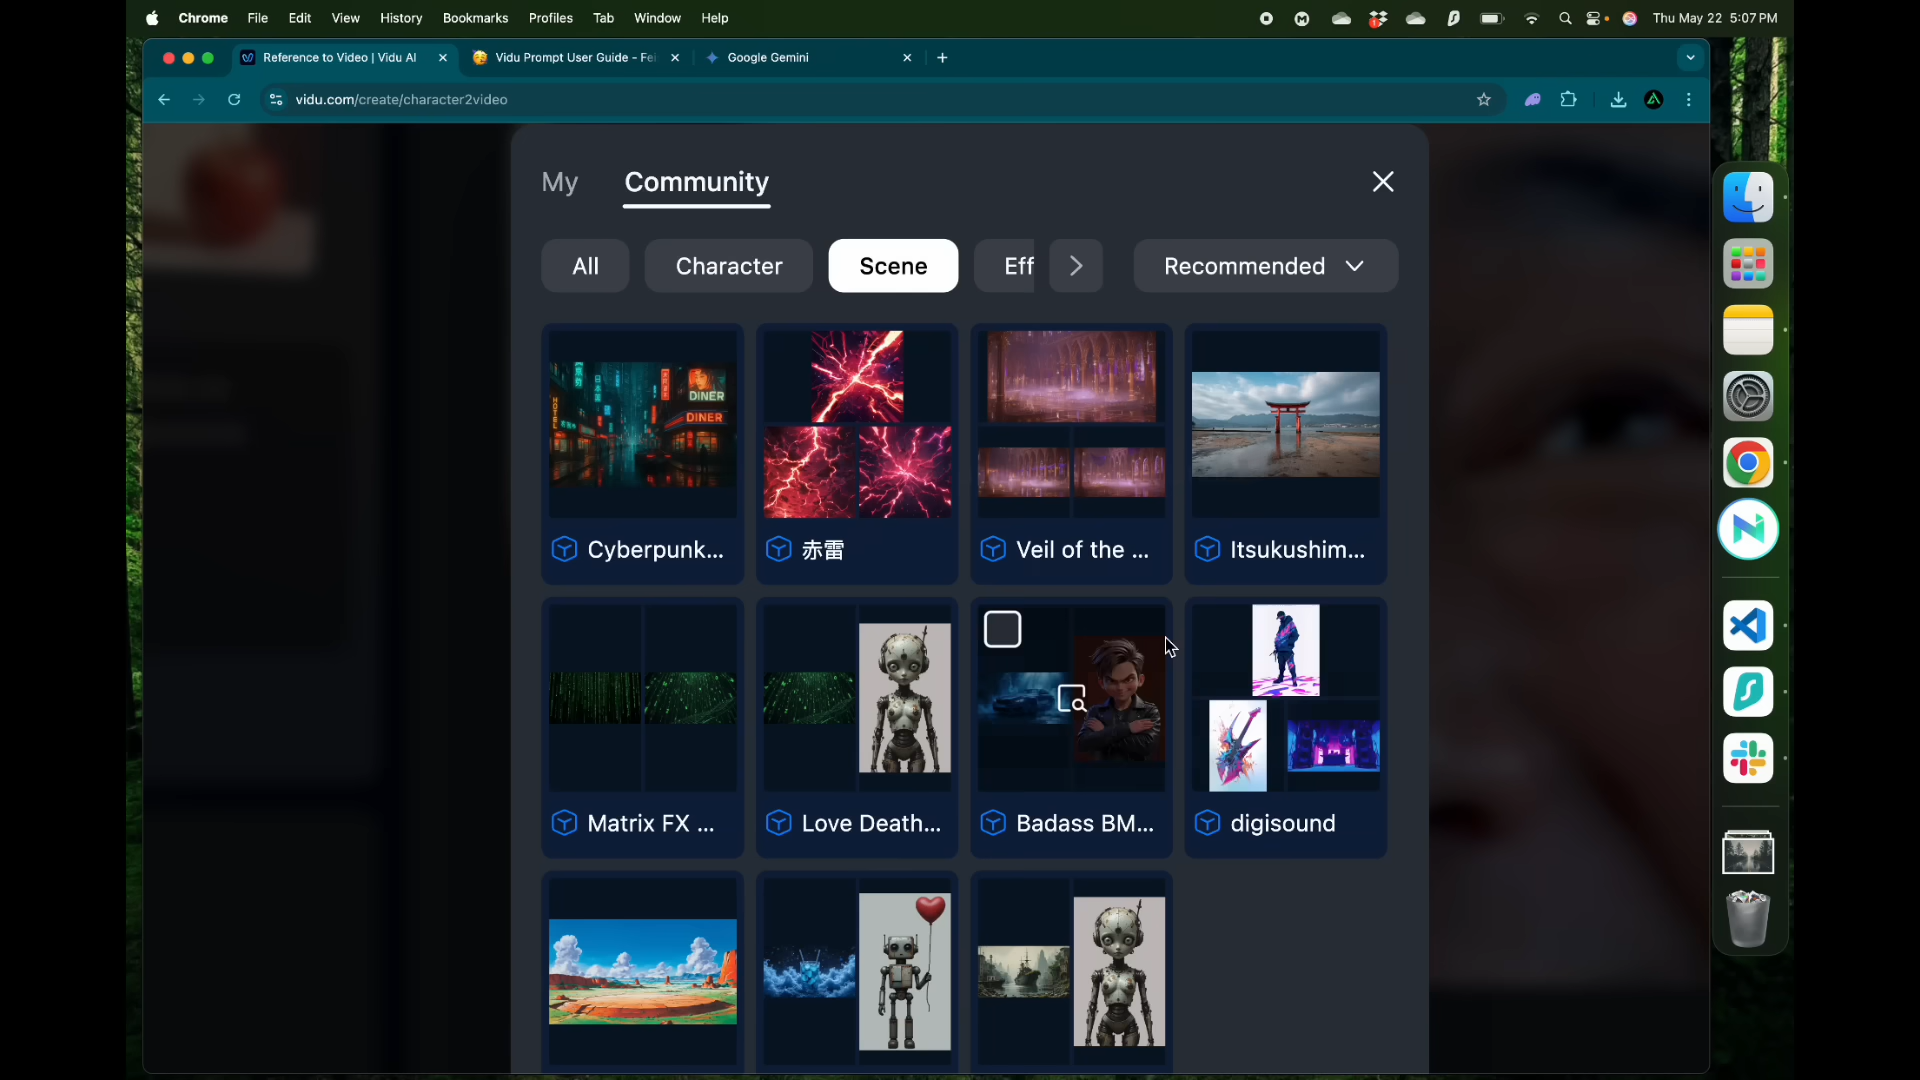 Chrome File Edit View History Bookmarks Profiles Tab Window Help
Thu May 22 5:07 PM
Reference to Video | Vidu AI
Vidu Prompt User Guide - Fei
Google Gemini
vidu.com/create/character2video
My
Community
All
Character
Scene
Eff
Recommended
HOTEL
DINER
DINER
Cyberpunk...
赤雷
Veil of the ...
Itsukushim...
Matrix FX ...
Love Death...
Badass BM...
digisound